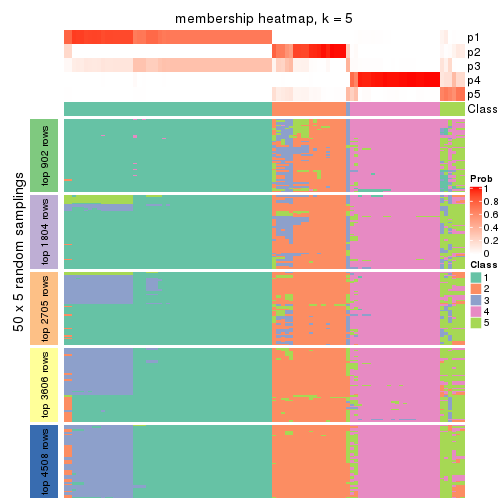 membership heatmap, k = 5
p1
p2
p3
p4
p5
Class
50 x 5 random samplings
top 902 rows
top 1804 rows
top 2705 rows
top 3606 rows
top 4508 rows
Prob
1
0.8
0.6
0.4
0.2
0
Class
1
2
3
4
5